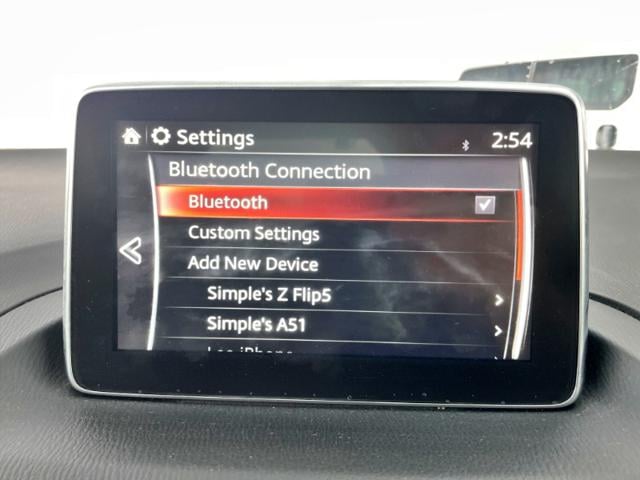 Settings 2:54
Bluetooth Connection
Bluetooth
Custom Settings
Add New Device
Simple's Z Flip5
Simple's A51